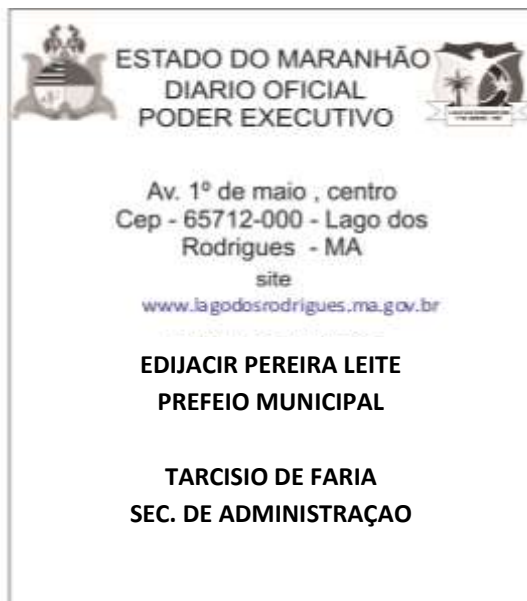 ESTADO DO MARANHÃO
DIARIO OFICIAL
PODER EXECUTIVO
Av. 1º de maio , centro
Cep - 65712-000 - Lago dos
Rodrigues - MA
site
www.lagodosrodrigues.ma.gov.br
EDIJACIR PEREIRA LEITE
PREFEIO MUNICIPAL
TARCISIO DE FARIA
SEC. DE ADMINISTRAÇAO